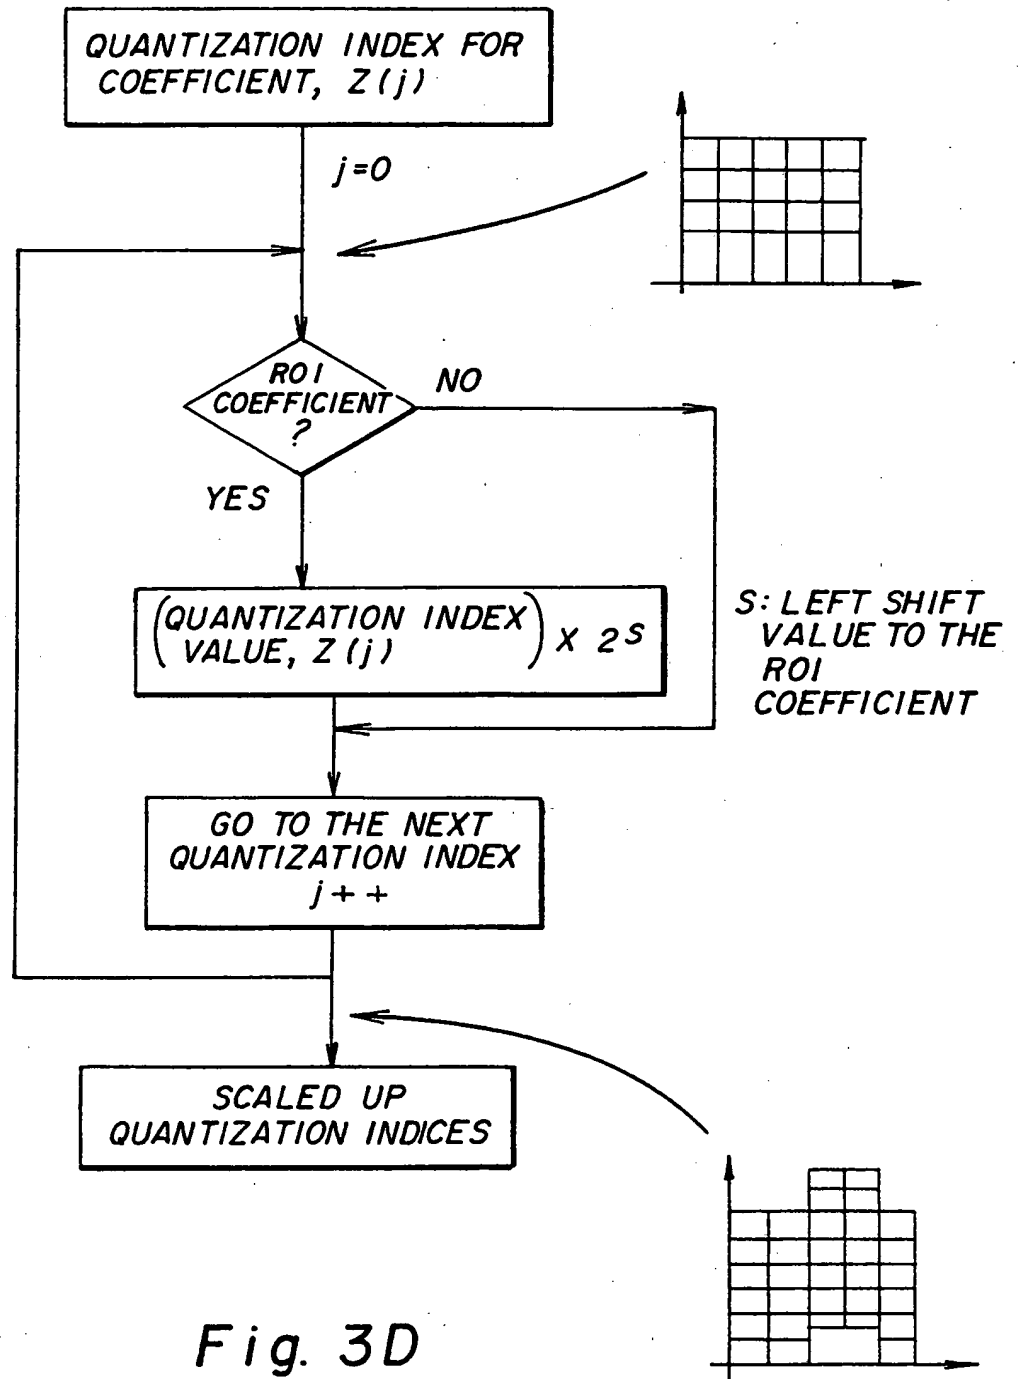 QUANTIZATION INDEX FOR
COEFFICIENT, Z(j)
j=0
ROI
COEFFICIENT
?
NO
YES
(QUANTIZATION INDEX
VALUE, Z(j)) X 2^S
S: LEFT SHIFT
VALUE TO THE
ROI
COEFFICIENT
GO TO THE NEXT
QUANTIZATION INDEX
j++
SCALED UP
QUANTIZATION INDICES
Fig. 3D